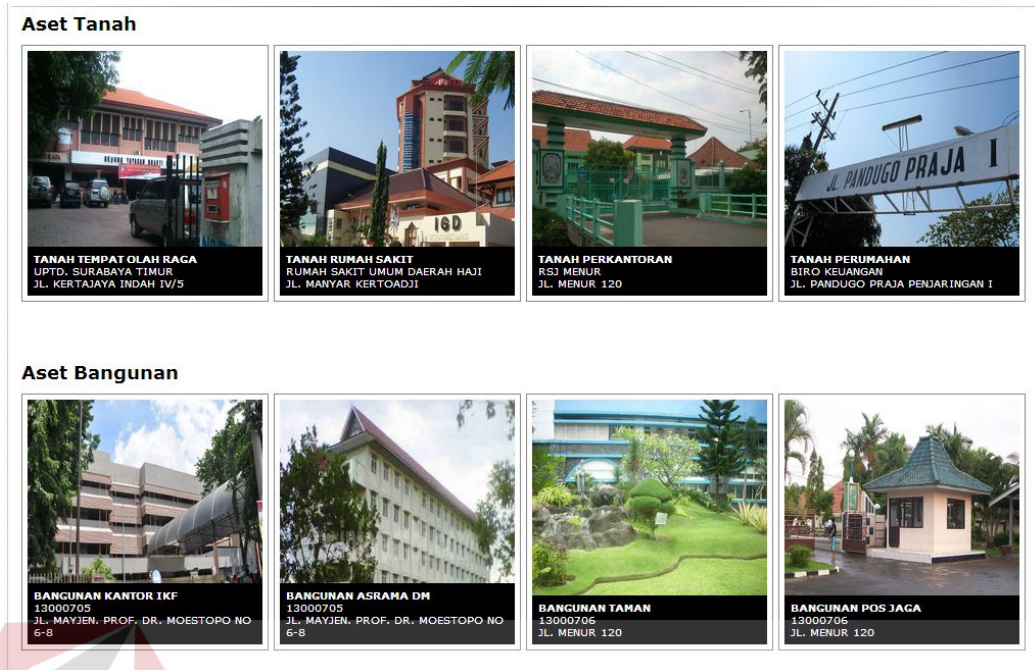 Aset Tanah
GEDUNG YAYASAN BHAKTI
IGD
JL. PANDUGO PRAJA I
TANAH TEMPAT OLAH RAGA
UPTD. SURABAYA TIMUR
JL. KERTAJAYA INDAH IV/5
TANAH RUMAH SAKIT
RUMAH SAKIT UMUM DAERAH HAJI
JL. MANYAR KERTOADJI
TANAH PERKANTORAN
RSJ MENUR
JL. MENUR 120
TANAH PERUMAHAN
BIRO KEUANGAN
JL. PANDUGO PRAJA PENJARINGAN I
Aset Bangunan
BANGUNAN KANTOR IKF
13000705
JL. MAYJEN. PROF. DR. MOESTOPO NO
6-8
BANGUNAN ASRAMA DM
13000705
JL. MAYJEN. PROF. DR. MOESTOPO NO
6-8
BANGUNAN TAMAN
13000706
JL. MENUR 120
BANGUNAN POS JAGA
13000706
JL. MENUR 120